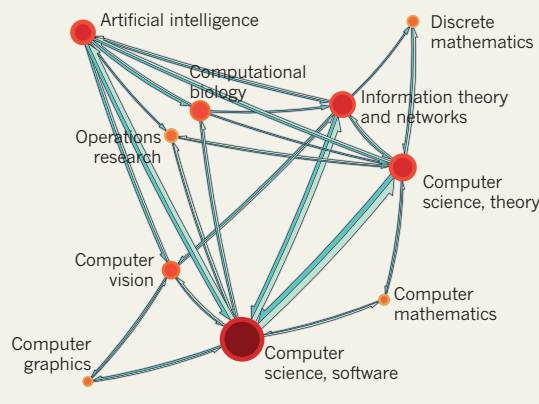 Artificial intelligence
Discrete
mathematics
Computational
biology
Information theory
and networks
Operations
research
Computer
science, theory
Computer
vision
Computer
mathematics
Computer
graphics
Computer
science, software